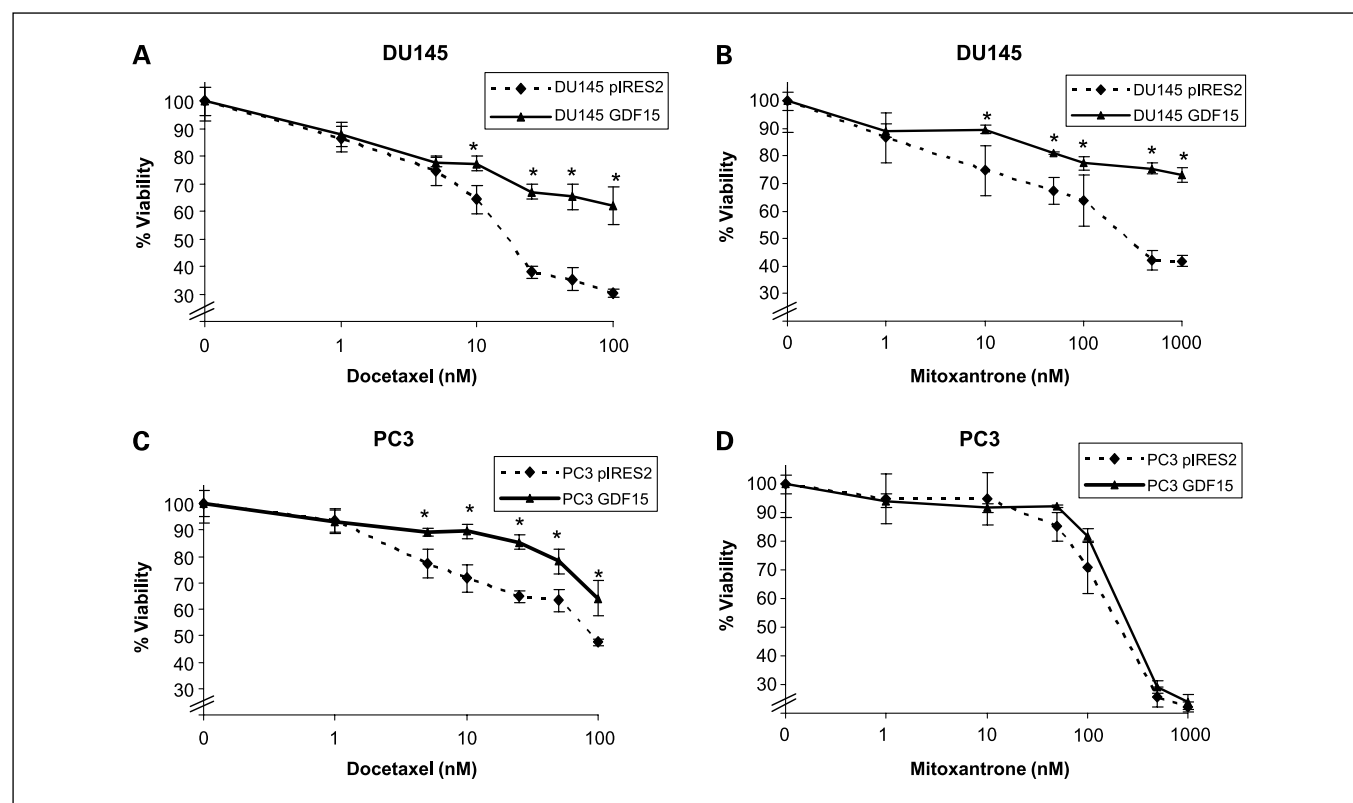 A
DU145
DU145 pIRES2
DU145 GDF15
% Viability
100
90
80
70
60
50
40
30
*
*
*
*
0
1
10
100
Docetaxel (nM)
B
DU145
DU145 pIRES2
DU145 GDF15
% Viability
100
90
80
70
60
50
40
30
*
*
*
*
*
0
1
10
100
1000
Mitoxantrone (nM)
C
PC3
PC3 pIRES2
PC3 GDF15
% Viability
100
90
80
70
60
50
40
30
*
*
*
*
*
0
1
10
100
Docetaxel (nM)
D
PC3
PC3 pIRES2
PC3 GDF15
% Viability
100
90
80
70
60
50
40
30
0
1
10
100
1000
Mitoxantrone (nM)